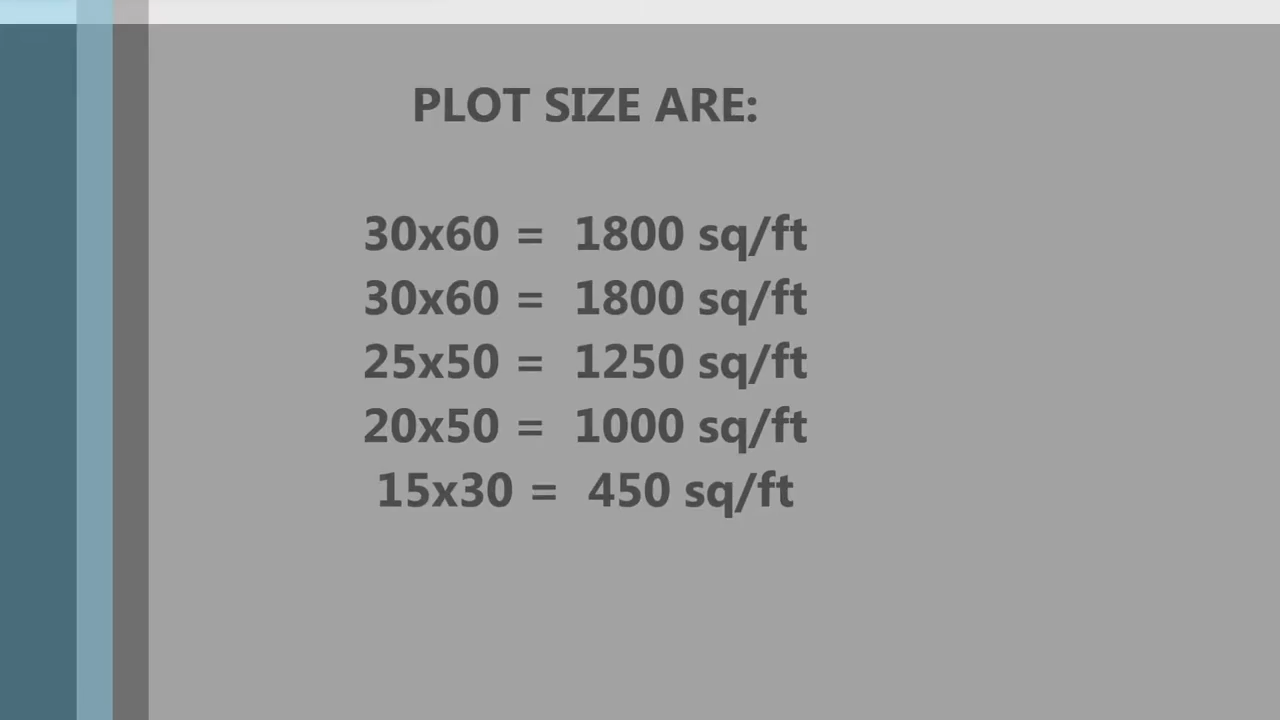 PLOT SIZE ARE:
30x60 = 1800 sq/ft
30x60 = 1800 sq/ft
25x50 = 1250 sq/ft
20x50 = 1000 sq/ft
15x30 = 450 sq/ft